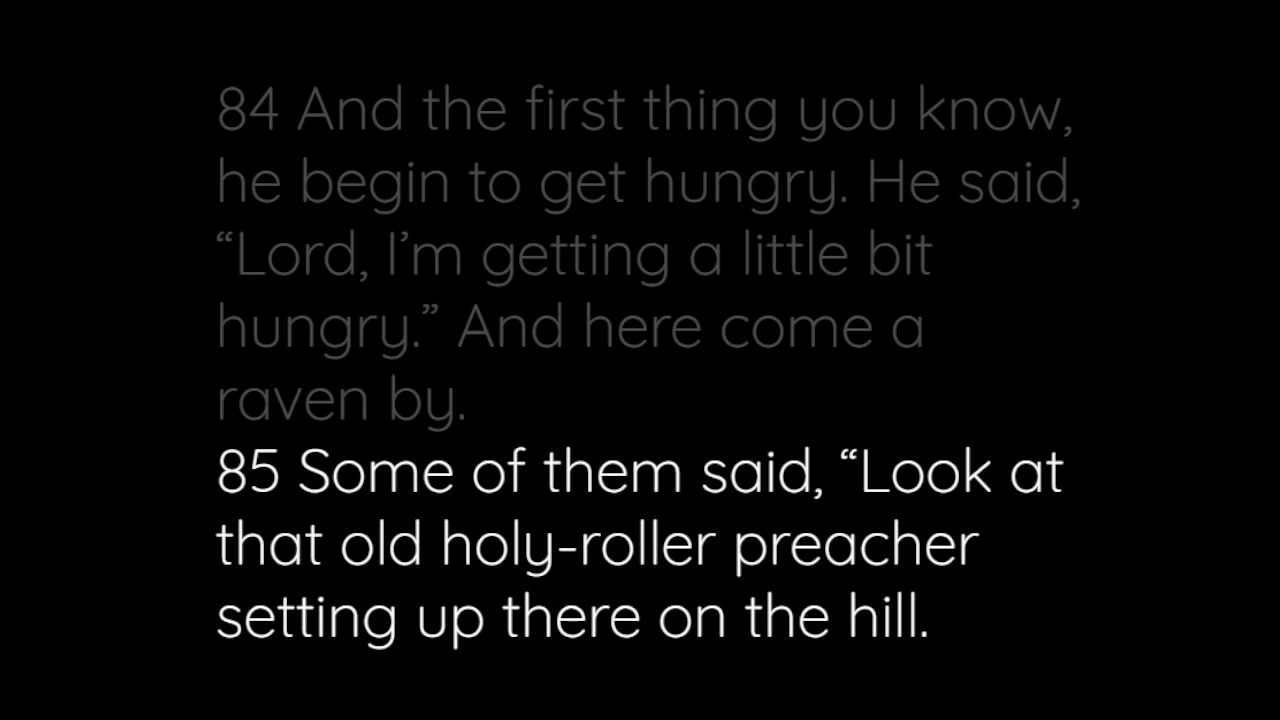 84 And the first thing you know,
he begin to get hungry. He said,
“Lord, I’m getting a little bit
hungry.” And here come a
raven by.
85 Some of them said, “Look at
that old holy-roller preacher
setting up there on the hill.